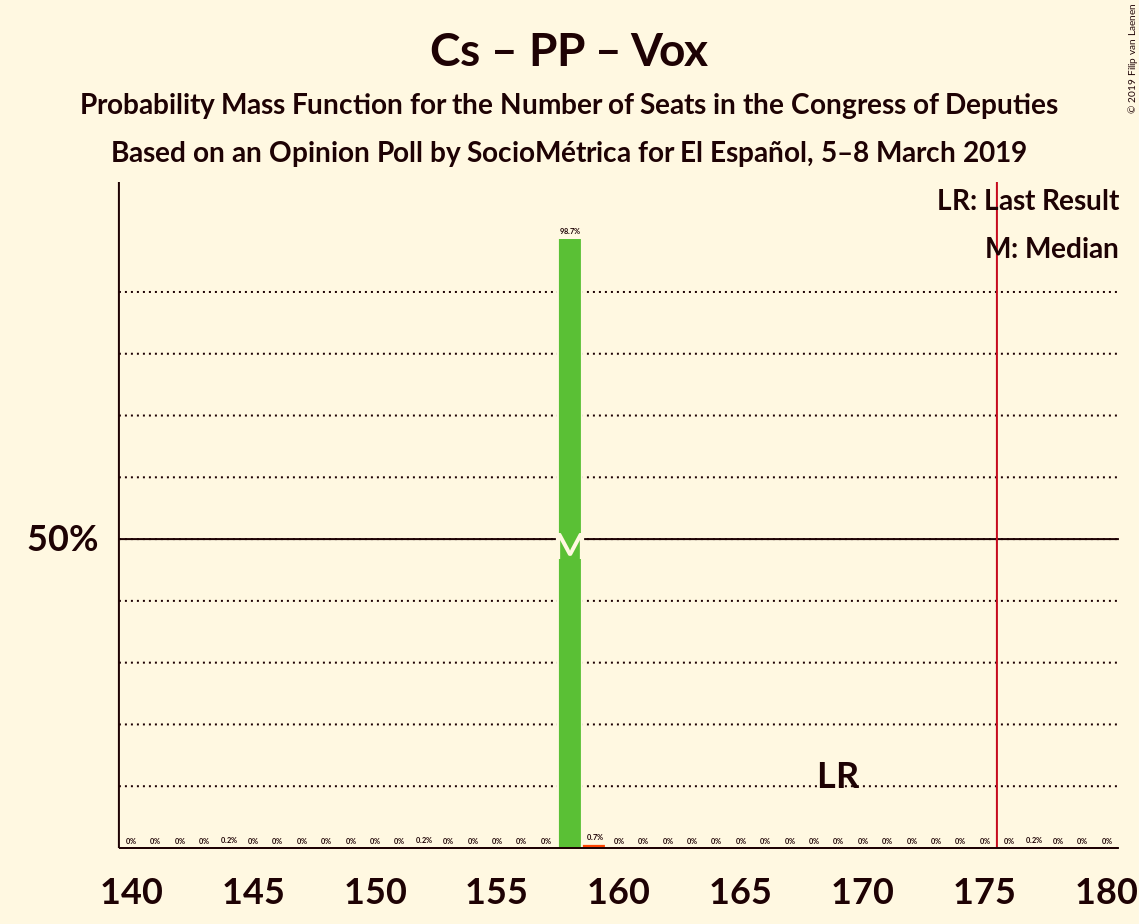 Cs – PP – Vox
Probability Mass Function for the Number of Seats in the Congress of Deputies
Based on an Opinion Poll by SocioMétrica for El Español, 5–8 March 2019
© 2019 Filip van Laenen
LR: Last Result
M: Median
98.7%
50%
M
LR
0% 0% 0% 0% 0.2% 0% 0% 0% 0% 0% 0% 0% 0.2% 0% 0% 0% 0% 0% 0.7% 0% 0% 0% 0% 0% 0% 0% 0% 0% 0% 0% 0% 0% 0% 0% 0% 0% 0.2% 0% 0% 0%
140 145 150 155 160 165 170 175 180